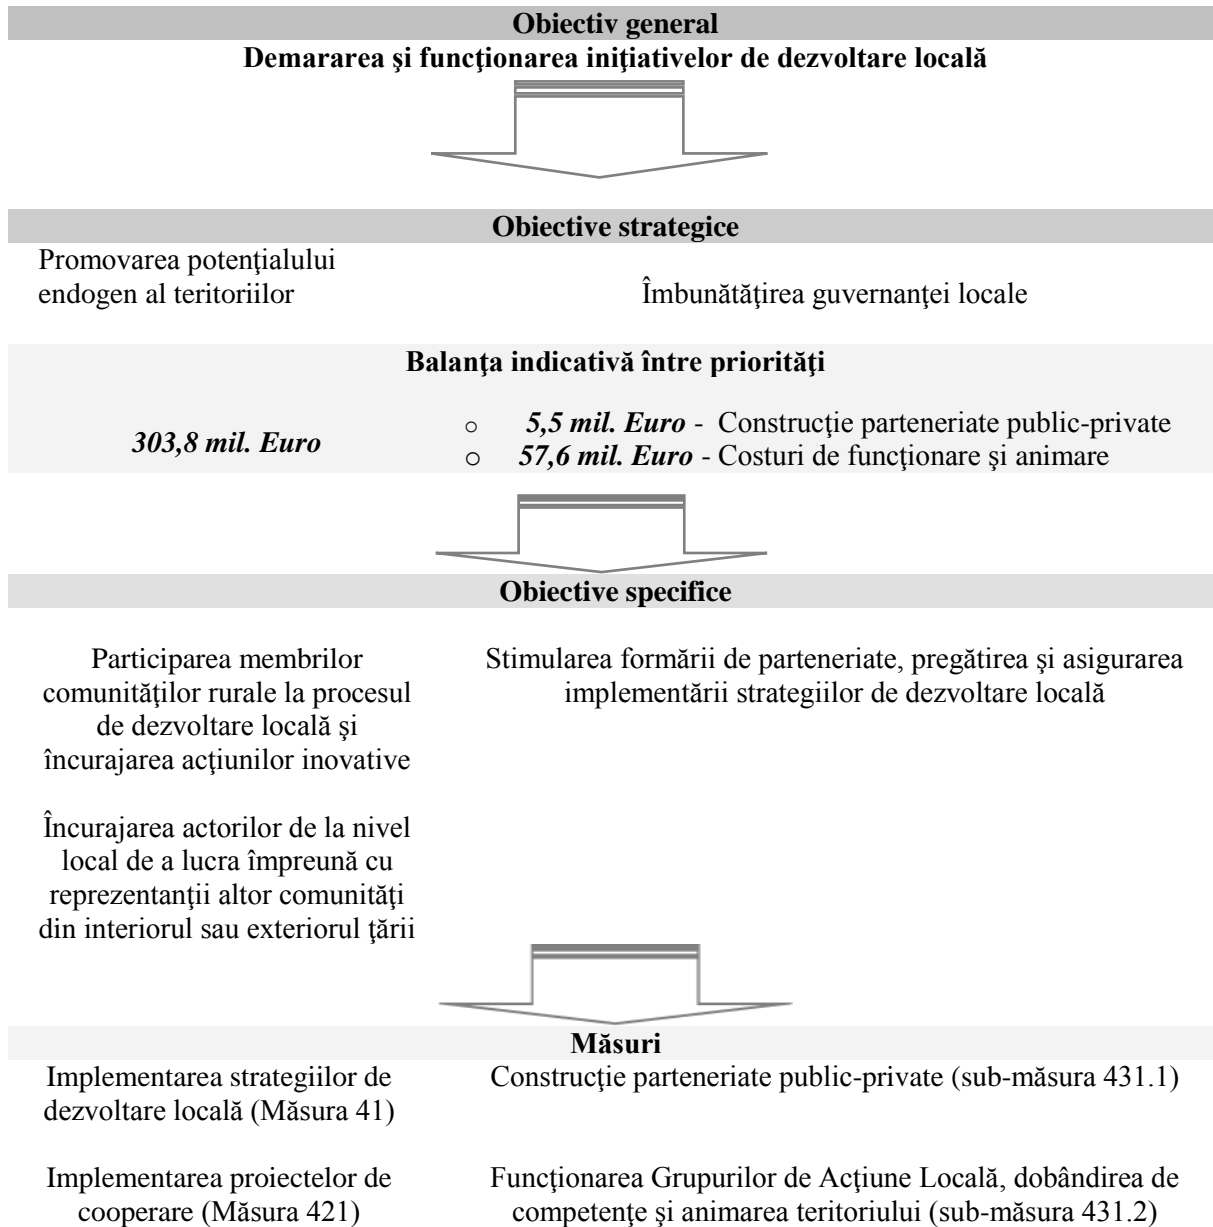 Obiectiv general
Demararea şi funcţionarea iniţiativelor de dezvoltare locală
Obiective strategice
Promovarea potenţialului
endogen al teritoriilor
Îmbunătăţirea guvernanţei locale
Balanţa indicativă între priorităţi
303,8 mil. Euro
o 5,5 mil. Euro - Construcţie parteneriate public-private
o 57,6 mil. Euro - Costuri de funcţionare şi animare
Obiective specifice
Participarea membrilor
comunităţilor rurale la procesul
de dezvoltare locală şi
încurajarea acţiunilor inovative
Stimularea formării de parteneriate, pregătirea şi asigurarea
implementării strategiilor de dezvoltare locală
Încurajarea actorilor de la nivel
local de a lucra împreună cu
reprezentanţii altor comunităţi
din interiorul sau exteriorul ţării
Măsuri
Implementarea strategiilor de
dezvoltare locală (Măsura 41)
Construcţie parteneriate public-private (sub-măsura 431.1)
Implementarea proiectelor de
cooperare (Măsura 421)
Funcţionarea Grupurilor de Acţiune Locală, dobândirea de
competenţe şi animarea teritoriului (sub-măsura 431.2)